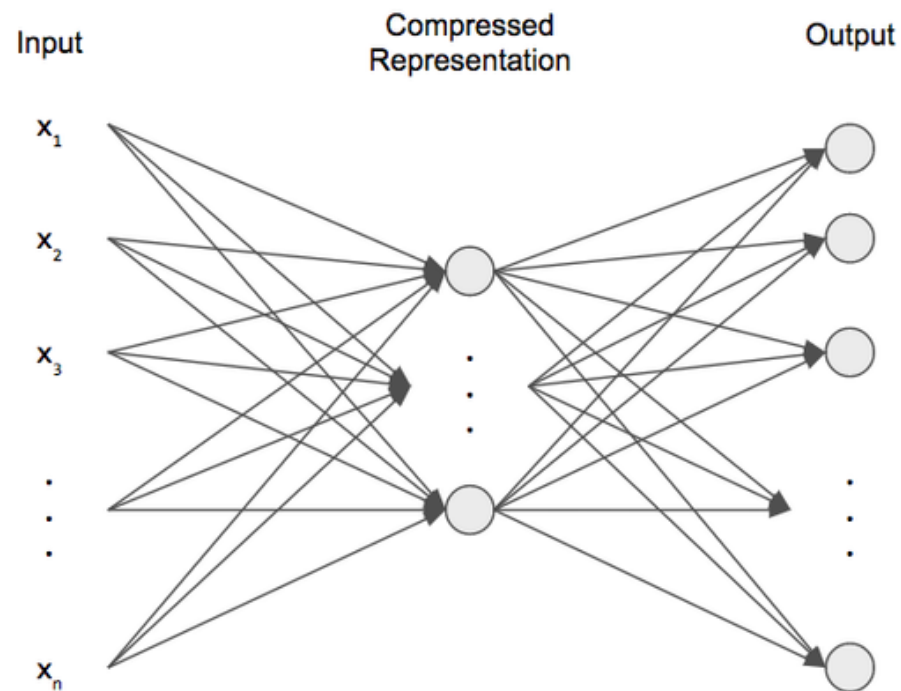 Input
Compressed
Representation
Output
x₁
x₂
x₃
.
.
.
xₙ
.
.
.
.
.
.